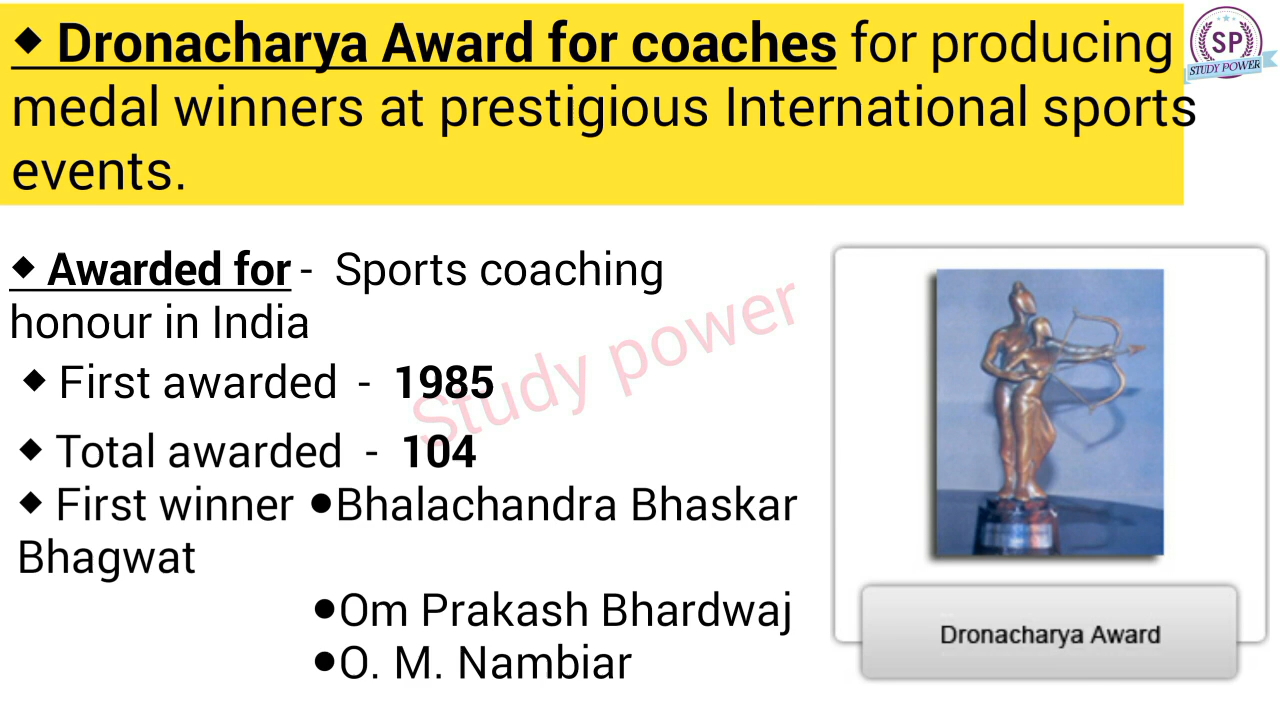 ◆ Dronacharya Award for coaches for producing
medal winners at prestigious International sports
events.
SP
STUDY POWER
◆ Awarded for - Sports coaching
honour in India
◆ First awarded - 1985
◆ Total awarded - 104
◆ First winner ●Bhalachandra Bhaskar
Bhagwat
●Om Prakash Bhardwaj
●O. M. Nambiar
Study power
Dronacharya Award